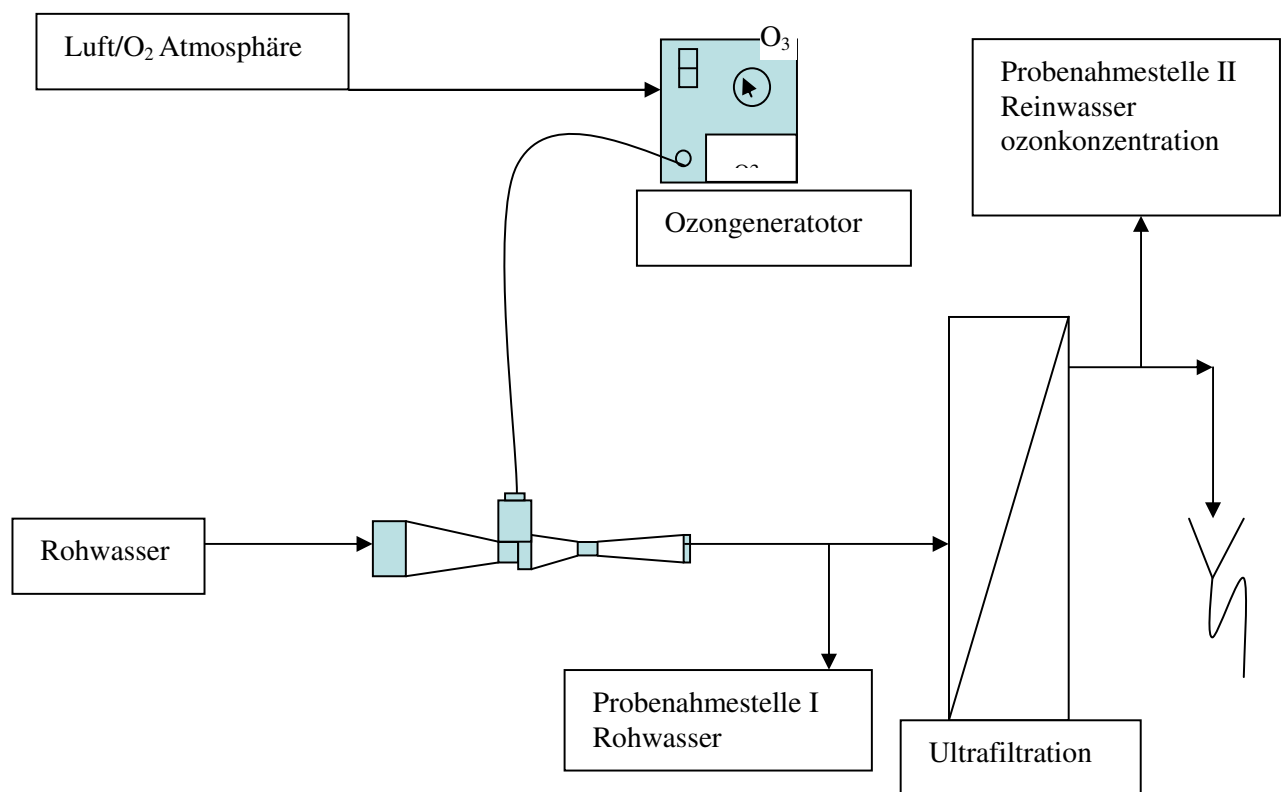 Luft/O₂ Atmosphäre
O₃
Probenahmestelle II
Reinwasser
ozonkonzentration
Ozongeneratotor
Rohwasser
Probenahmestelle I
Rohwasser
Ultrafiltration